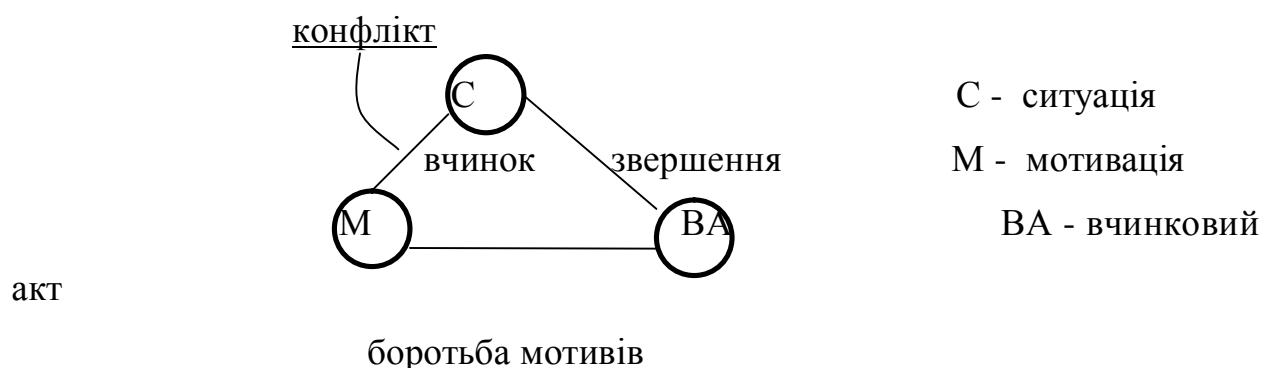 конфлікт
С С - ситуація
вчинок звершення М - мотивація
М ВА ВА - вчинковий
акт
боротьба мотивів